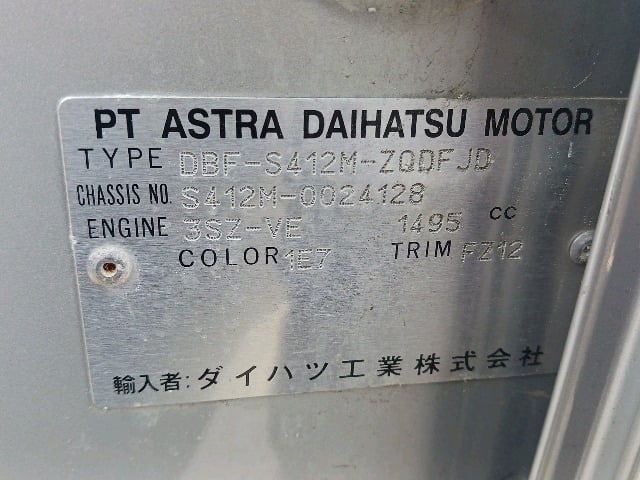 PT ASTRA DAIHATSU MOTOR
TYPE DBF-S412M-ZQDFJD
CHASSIS NO. S412M-0024128
ENGINE 3SZ-VE 1495 CC
COLOR 1E7 TRIM FZ12
輸入者: ダイハツ工業株式会社